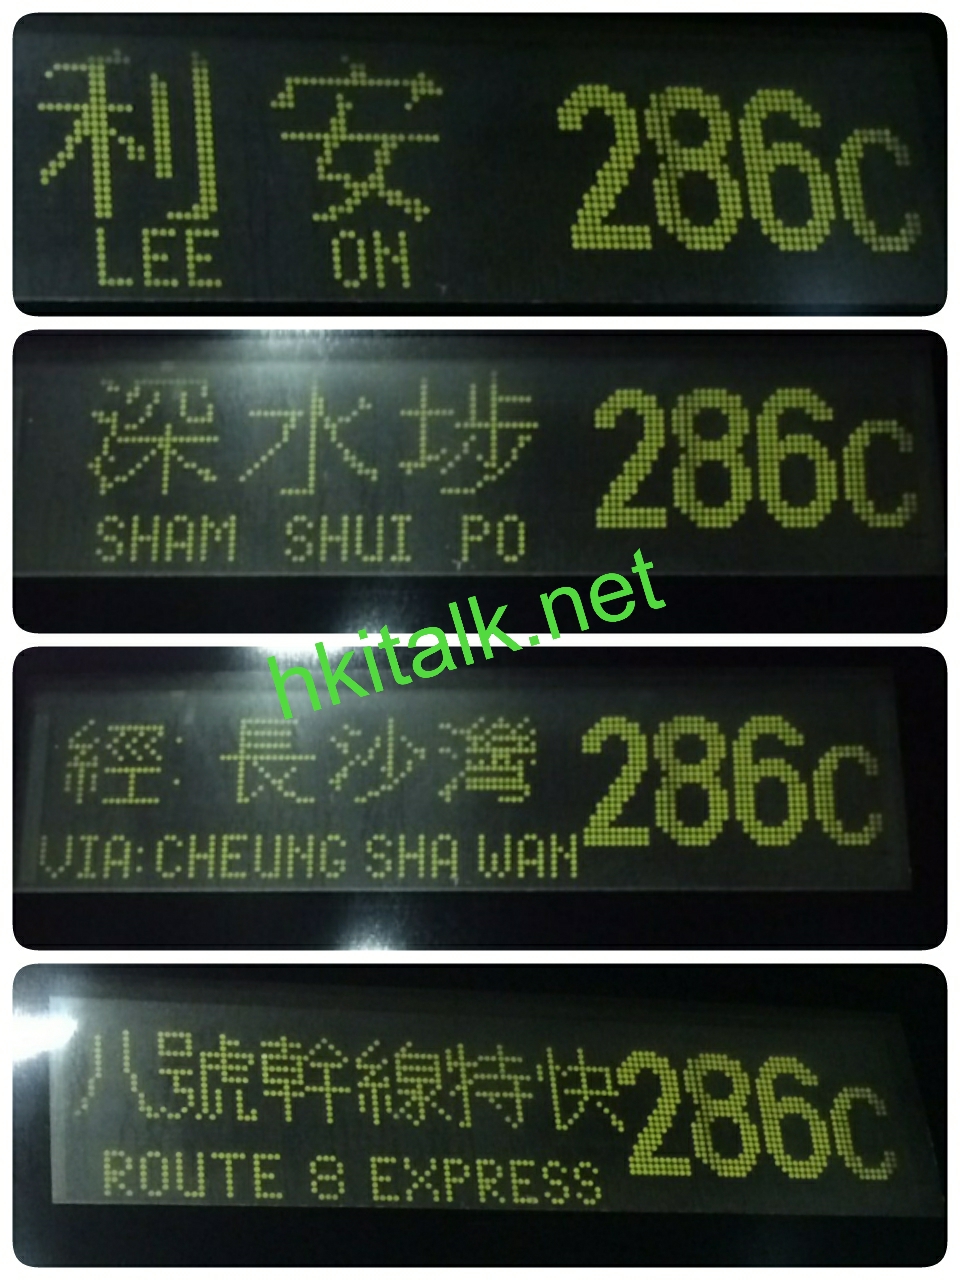 利安 286C
LEE ON
深水埗 286C
SHAM SHUI PO
hkitalk.net
經: 長沙灣 286C
VIA:CHEUNG SHA WAN
八號幹線特快 286C
ROUTE 8 EXPRESS